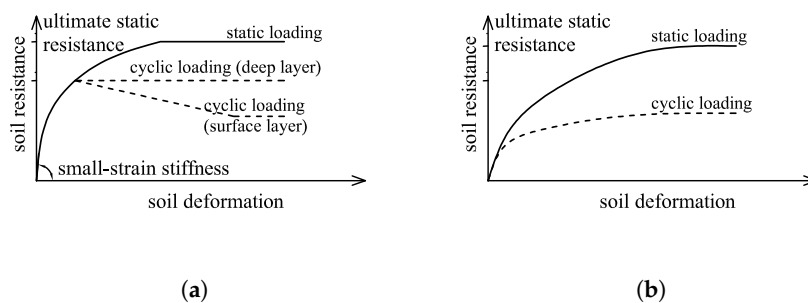 ultimate static
resistance
static loading
cyclic loading (deep layer)
cyclic loading
(surface layer)
small-strain stiffness
soil resistance
soil deformation
(a)
ultimate static
resistance
static loading
cyclic loading
soil resistance
soil deformation
(b)